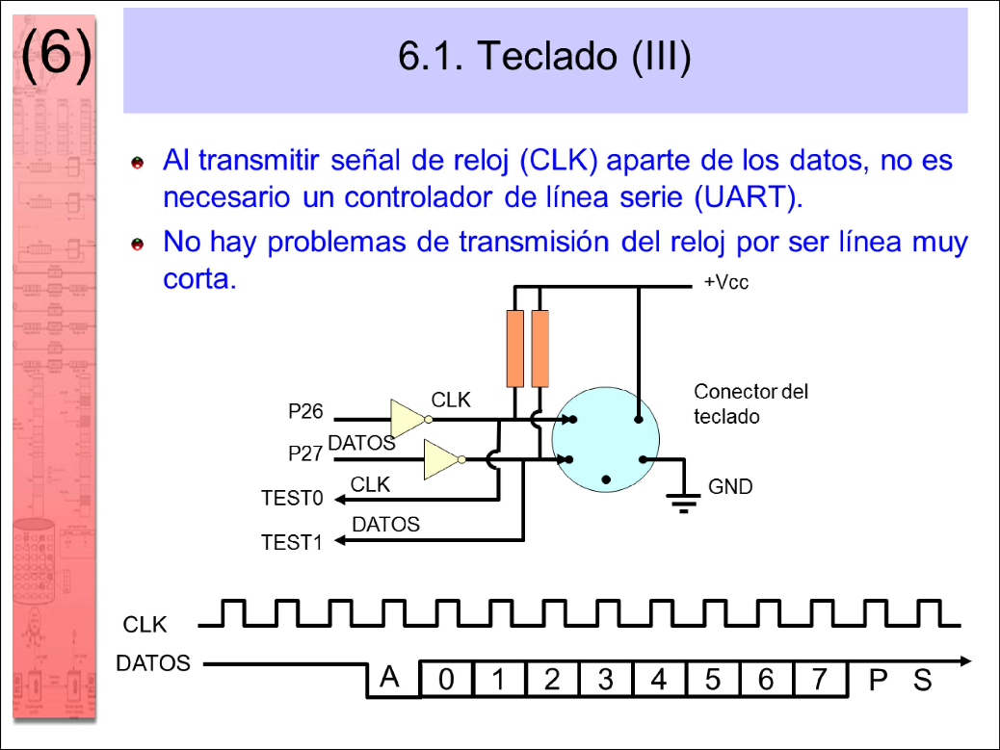 (6)
6.1. Teclado (III)
Al transmitir señal de reloj (CLK) aparte de los datos, no es
necesario un controlador de línea serie (UART).
No hay problemas de transmisión del reloj por ser línea muy
corta.
+Vcc
Conector del
teclado
CLK
P26
P27
DATOS
CLK
TEST0
GND
DATOS
TEST1
CLK
DATOS
A 0 1 2 3 4 5 6 7 P S